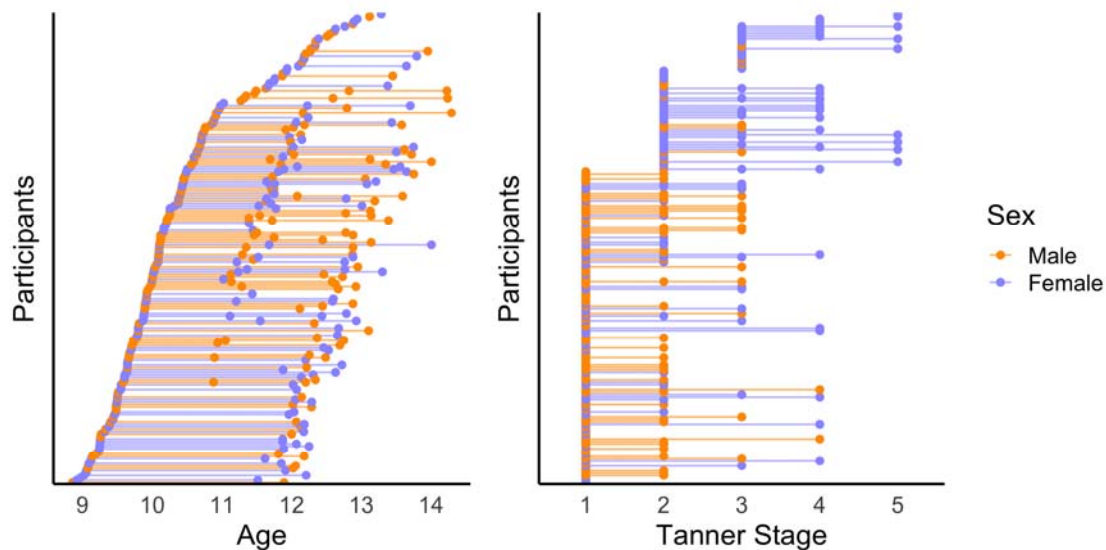 Participants
9 10 11 12 13 14
Age
Participants
1 2 3 4 5
Tanner Stage
Sex
Male
Female